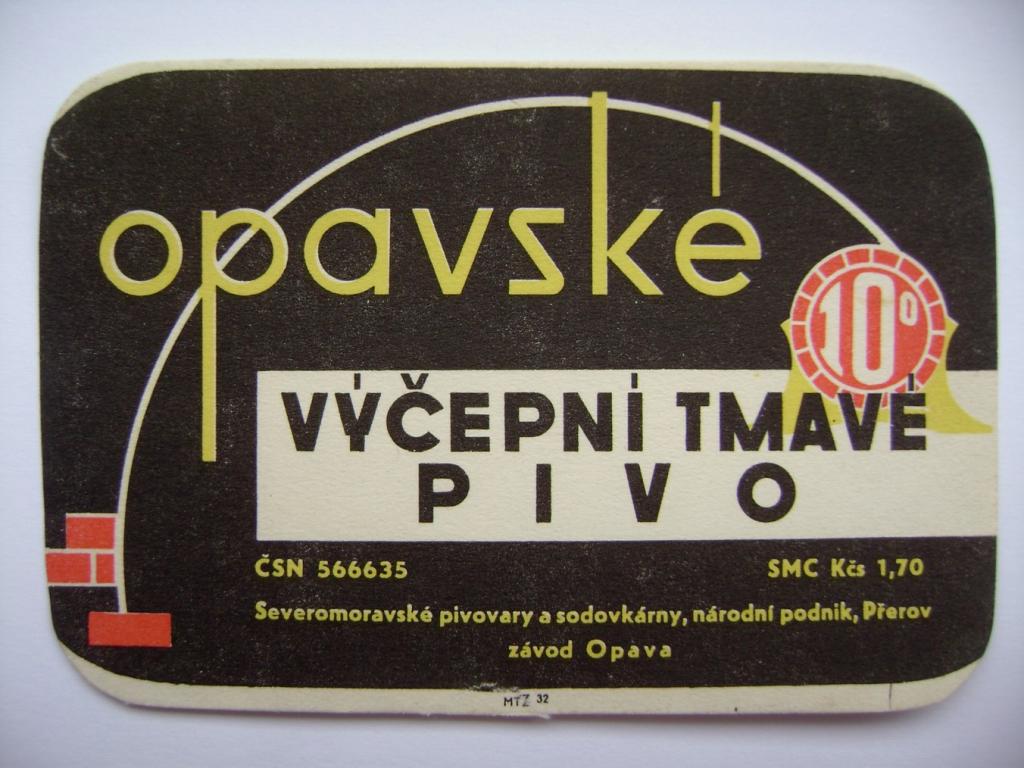 opavské
10°
VÝČEPNÍ TMAVÉ
PIVO
ČSN 566635 SMC Kčs 1,70
Severomoravské pivovary a sodovkárny, národní podnik, Přerov
závod Opava
MTZ 32